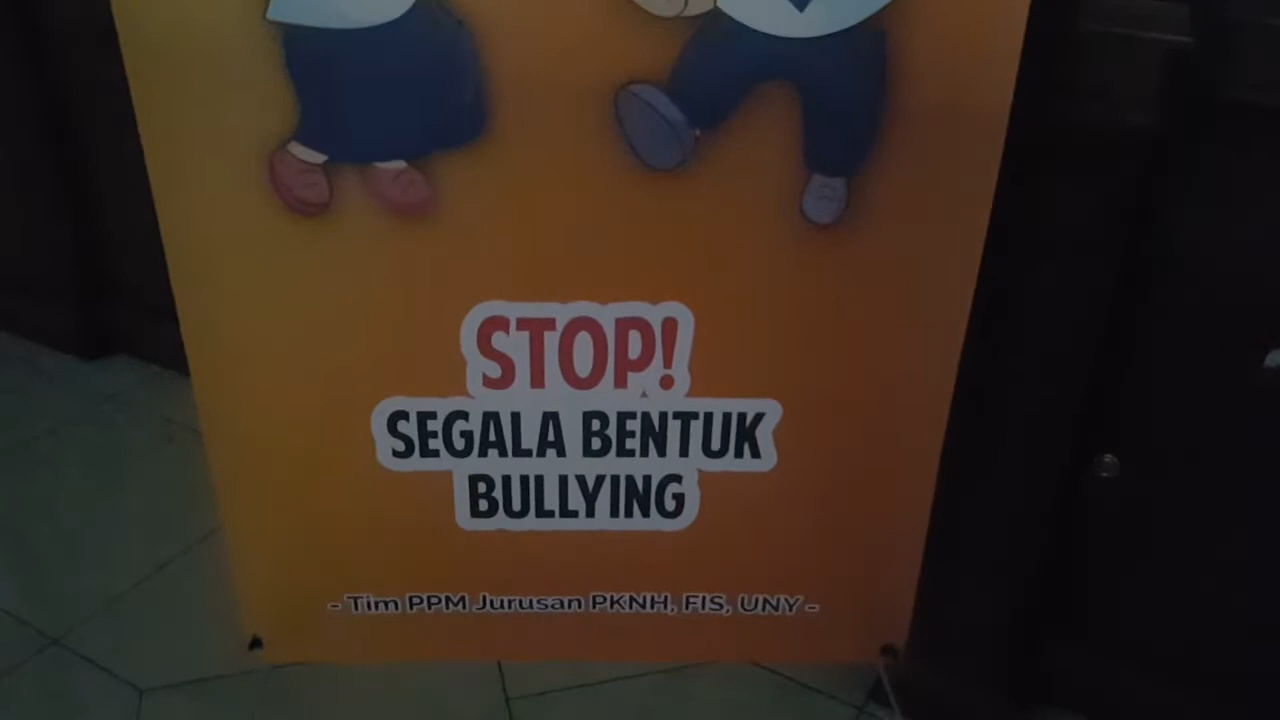 STOP!
SEGALA BENTUK
BULLYING
- Tim PPM Jurusan PKNH, FIS, UNY -